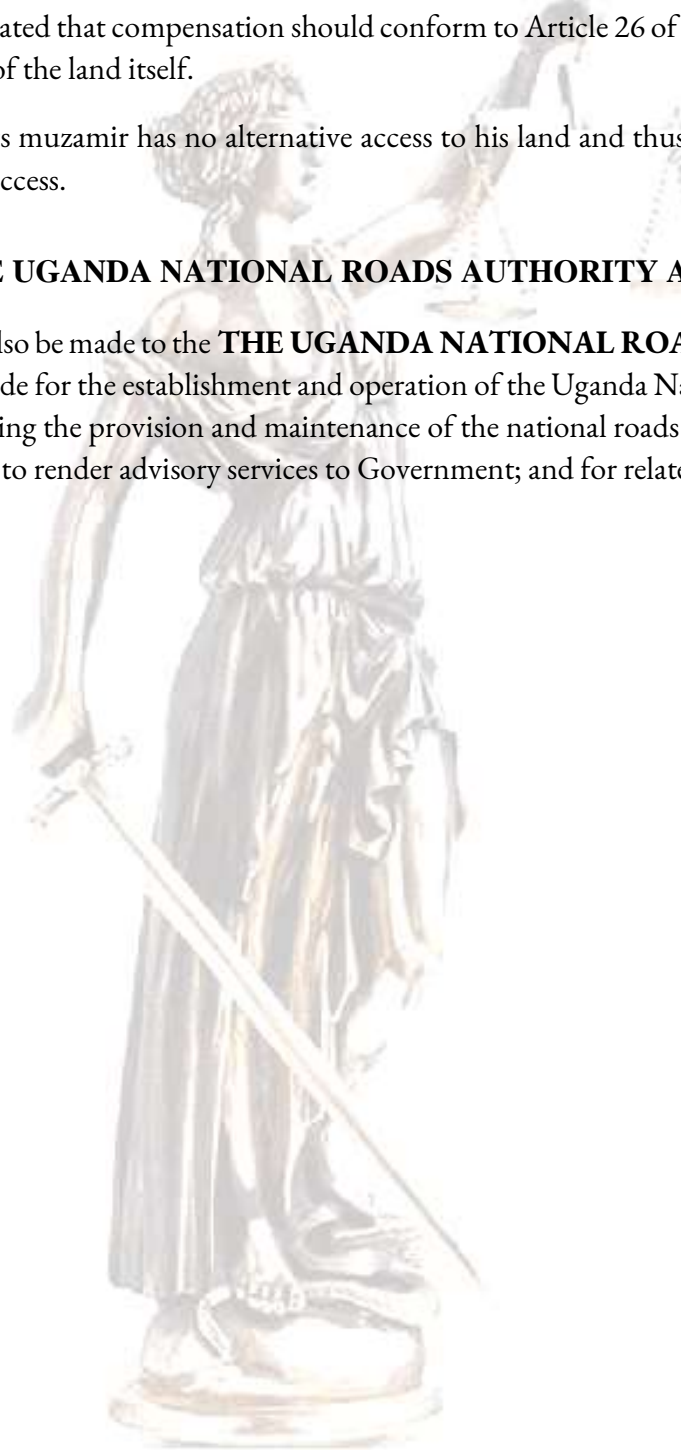 ated that compensation should conform to Article 26 of
of the land itself.
s muzamir has no alternative access to his land and thus
ccess.
E UGANDA NATIONAL ROADS AUTHORITY A
lso be made to the THE UGANDA NATIONAL ROA
de for the establishment and operation of the Uganda Na
ing the provision and maintenance of the national roads
to render advisory services to Government; and for relate